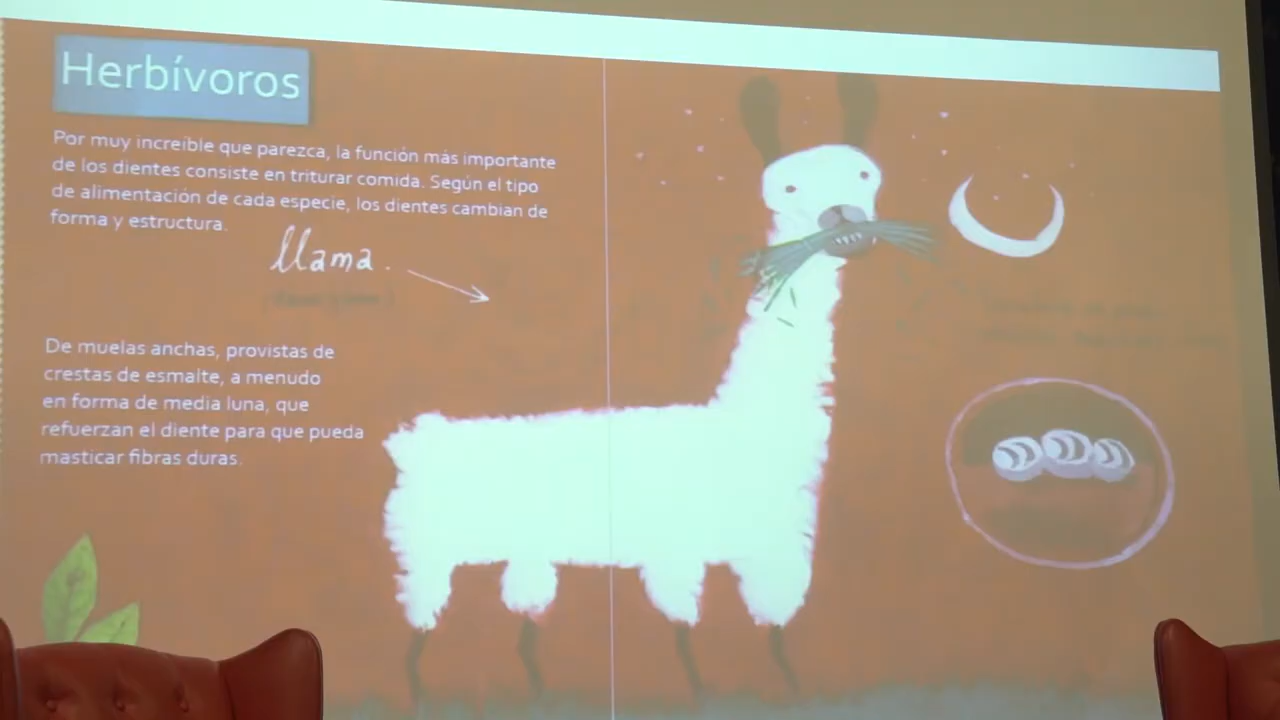 Herbívoros
Por muy increíble que parezca, la función más importante
de los dientes consiste en triturar comida. Según el tipo
de alimentación de cada especie, los dientes cambian de
forma y estructura.
llama.
De muelas anchas, provistas de
crestas de esmalte, a menudo
en forma de media luna, que
refuerzan el diente para que pueda
masticar fibras duras.